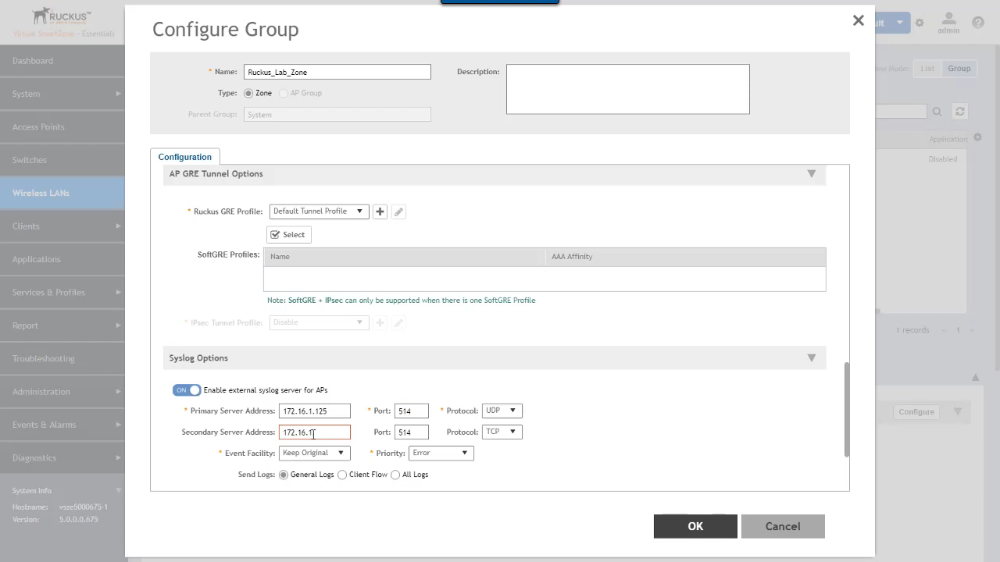 RUCKUS™
Virtual SmartZone - Essentials
Dashboard
System
Access Points
Switches
Wireless LANs
Clients
Applications
Services & Profiles
Report
Troubleshooting
Administration
Events & Alarms
Diagnostics
System Info
Hostname: vsze5000675-1
Version: 5.0.0.0.675
Configure Group
* Name: Ruckus_Lab_Zone
Description:
Type: Zone AP Group
Parent Group: System
Configuration
AP GRE Tunnel Options
* Ruckus GRE Profile: Default Tunnel Profile
Select
SoftGRE Profiles: Name AAA Affinity
Note: SoftGRE + IPsec can only be supported when there is one SoftGRE Profile
* IPsec Tunnel Profile: Disable
Syslog Options
ON Enable external syslog server for APs
* Primary Server Address: 172.16.1.125 * Port: 514 * Protocol: UDP
Secondary Server Address: 172.16.1 Port: 514 Protocol: TCP
* Event Facility: Keep Original * Priority: Error
Send Logs: General Logs Client Flow All Logs
OK Cancel
admin
Mode: List Group
Application
Disabled
1 records 1
Configure